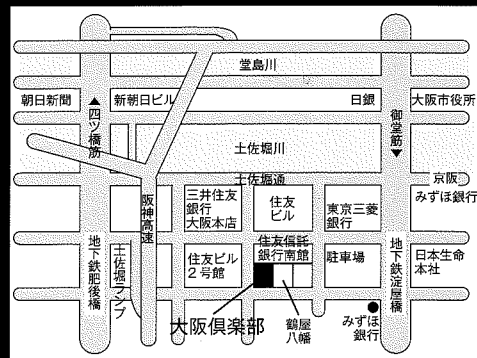 堂島川
朝日新聞
▲四ツ橋筋
新朝日ビル
日銀
御堂筋▼
大阪市役所
土佐堀川
土佐堀通
京阪
みずほ銀行
阪神高速
三井住友
銀行
大阪本店
住友
ビル
東京三菱
銀行
地下鉄肥後橋
土佐堀ランプ
住友ビル
2号館
住友信託
銀行南館
駐車場
地下鉄淀屋橋
日本生命
本社
大阪倶楽部
鶴屋
八幡
みずほ
銀行